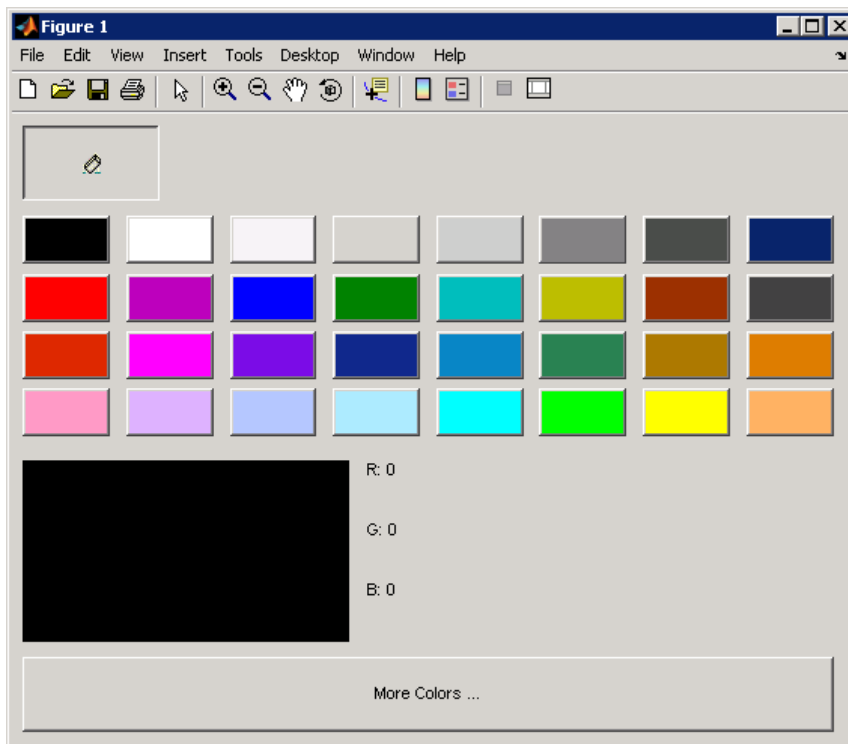 Figure 1
File Edit View Insert Tools Desktop Window Help
R: 0
G: 0
B: 0
More Colors ...